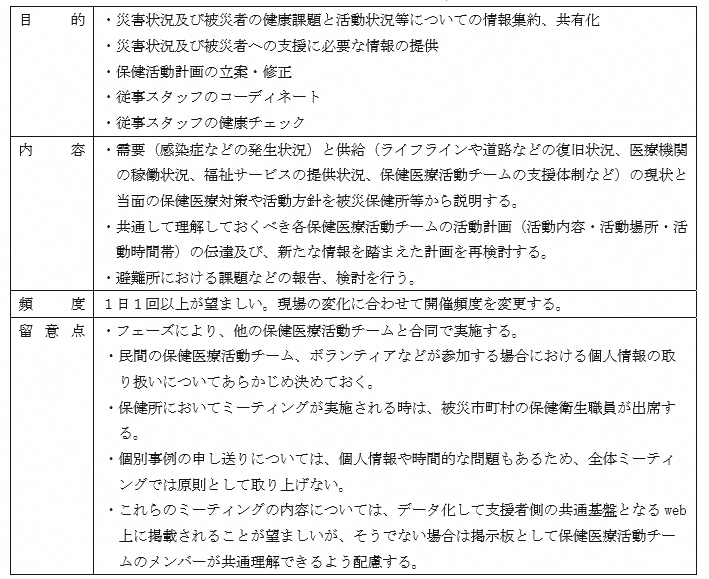 目的
・災害状況及び被災者の健康課題と活動状況等についての情報集約、共有化
・災害状況及び被災者への支援に必要な情報の提供
・保健活動計画の立案・修正
・従事スタッフのコーディネート
・従事スタッフの健康チェック
内容
・需要（感染症などの発生状況）と供給（ライフラインや道路などの復旧状況、医療機関
の稼働状況、福祉サービスの提供状況、保健医療活動チームの支援体制など）の現状と
当面の保健医療対策や活動方針を被災保健所等から説明する。
・共通して理解しておくべき各保健医療活動チームの活動計画（活動内容・活動場所・活
動時間帯）の伝達及び、新たな情報を踏まえた計画を再検討する。
・避難所における課題などの報告、検討を行う。
頻度
１日１回以上が望ましい。現場の変化に合わせて開催頻度を変更する。
留意点
・フェーズにより、他の保健医療活動チームと合同で実施する。
・民間の保健医療活動チーム、ボランティアなどが参加する場合における個人情報の取
り扱いについてあらかじめ決めておく。
・保健所においてミーティングが実施される時は、被災市町村の保健衛生職員が出席す
る。
・個別事例の申し送りについては、個人情報や時間的な問題もあるため、全体ミーティ
ングでは原則として取り上げない。
・これらのミーティングの内容については、データ化して支援者側の共通基盤となる web
上に掲載されることが望ましいが、そうでない場合は掲示板として保健医療活動チー
ムのメンバーが共通理解できるよう配慮する。